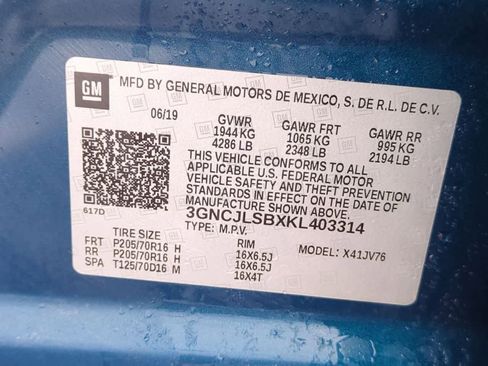 GM MFD BY GENERAL MOTORS DE MEXICO, S. DE R.L. DE C.V.
06/19 GVWR GAWR FRT GAWR RR
1944 KG 1065 KG 995 KG
4286 LB 2348 LB 2194 LB
THIS VEHICLE CONFORMS TO ALL
APPLICABLE U.S. FEDERAL MOTOR
VEHICLE SAFETY AND THEFT
PREVENTION STANDARDS IN
EFFECT ON THE DATE OF
MANUFACTURE SHOWN ABOVE.
617D 3GNCJLSBXKL403314
TYPE: M.P.V.
TIRE SIZE RIM MODEL: X41JV76
FRT P205/70R16 H 16X6.5J
RR P205/70R16 H 16X6.5J
SPA T125/70D16 M 16X4T